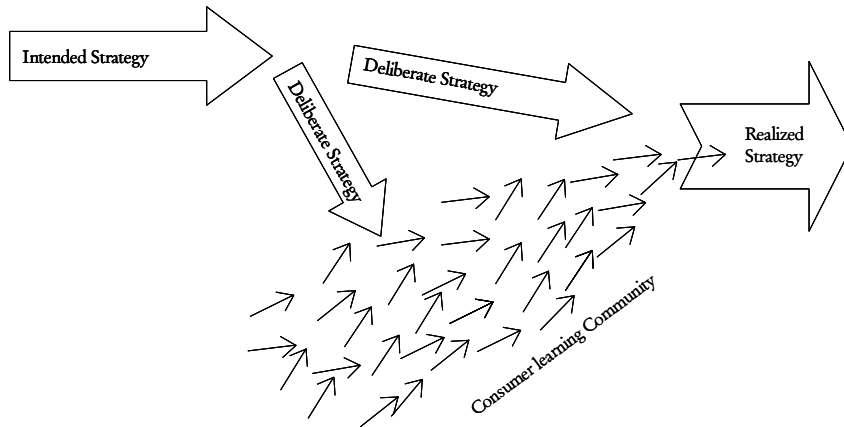 Intended Strategy
Deliberate Strategy
Deliberate Strategy
Realized
Strategy
Consumer learning Community